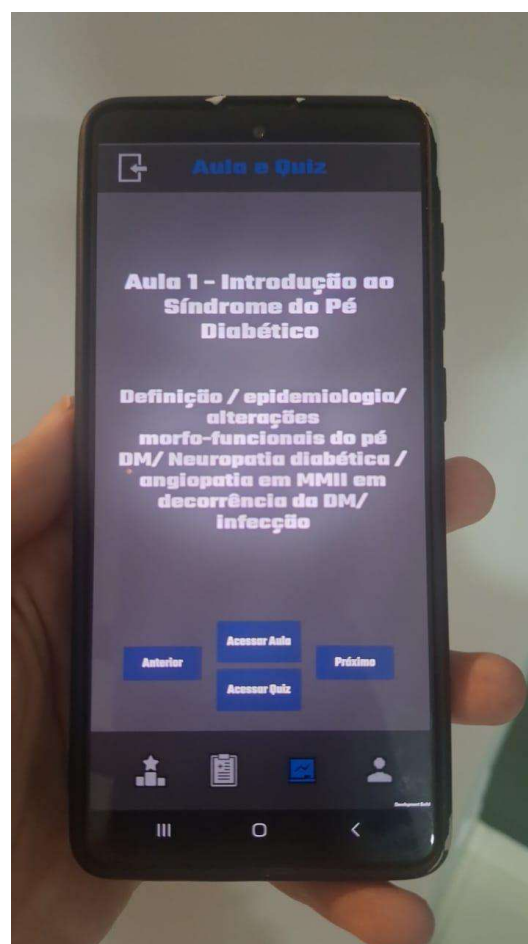 Aula e Quiz
Aula 1 - Introdução ao
Síndrome do Pé
Diabético
Definição / epidemiologia/
alterações
morfo-funcionais do pé
DM/ Neuropatia diabética /
angiopatia em MMII em
decorrência da DM/
infecção
Acessar Aula
Anterior
Próximo
Acessar Quiz
Development Build